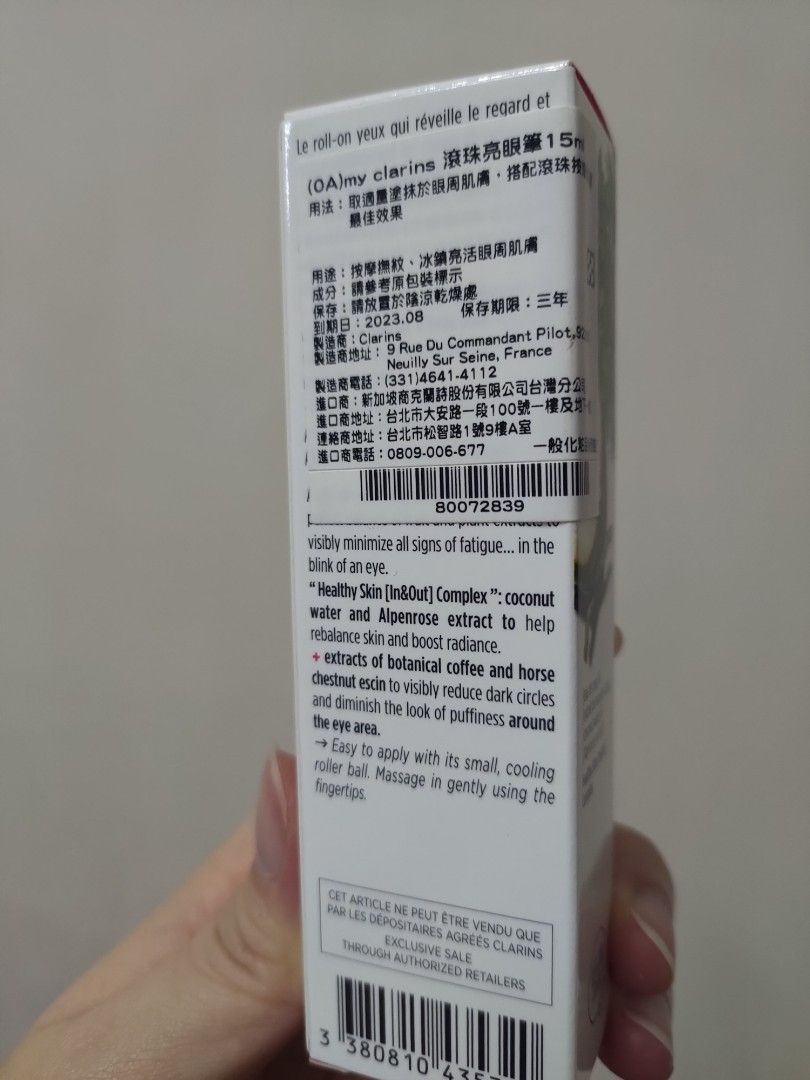 Le roll-on yeux qui réveille le regard et
(OA)my clarins 滾珠亮眼筆15m
用法：取適量塗抹於眼周肌膚，搭配滾珠按
最佳效果
用途：按摩撫紋、冰鎮亮活眼周肌膚
成分：請參考原包裝標示
保存：請放置於陰涼乾燥處
到期日：2023.08 保存期限：三年
製造商：Clarins
製造商地址：9 Rue Du Commandant Pilot,92
Neuilly Sur Seine, France
製造商電話：(331)4641-4112
進口商：新加坡商克蘭詩股份有限公司台灣分公
進口商地址：台北市大安路一段100號一樓及地下
連絡商地址：台北市松智路1號9樓A室
進口商電話：0809-006-677 一般化粧
80072839
visibly minimize all signs of fatigue... in the
blink of an eye.
“Healthy Skin [In&Out] Complex”: coconut
water and Alpenrose extract to help
rebalance skin and boost radiance.
+ extracts of botanical coffee and horse
chestnut escin to visibly reduce dark circles
and diminish the look of puffiness around
the eye area.
→ Easy to apply with its small, cooling
roller ball. Massage in gently using the
fingertips.
CET ARTICLE NE PEUT ÊTRE VENDU QUE
PAR LES DÉPOSITAIRES AGRÉÉS CLARINS
EXCLUSIVE SALE
THROUGH AUTHORIZED RETAILERS
3 380810 435